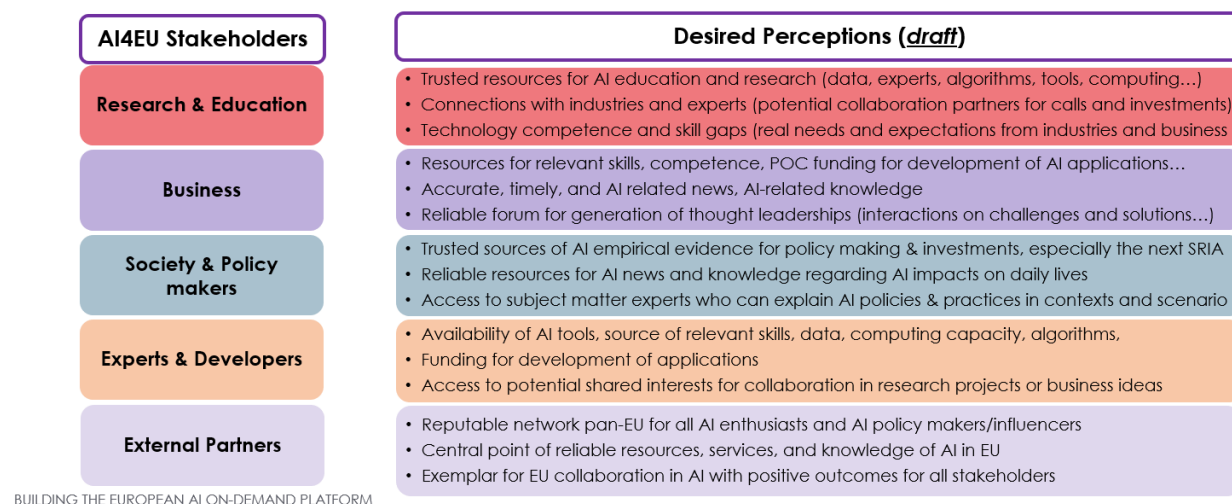 AI4EU Stakeholders
Desired Perceptions (draft)
Research & Education
• Trusted resources for AI education and research (data, experts, algorithms, tools, computing…)
• Connections with industries and experts (potential collaboration partners for calls and investments)
• Technology competence and skill gaps (real needs and expectations from industries and business
Business
• Resources for relevant skills, competence, POC funding for development of AI applications…
• Accurate, timely, and AI related news, AI-related knowledge
• Reliable forum for generation of thought leaderships (interactions on challenges and solutions…)
Society & Policy
makers
• Trusted sources of AI empirical evidence for policy making & investments, especially the next SRIA
• Reliable resources for AI news and knowledge regarding AI impacts on daily lives
• Access to subject matter experts who can explain AI policies & practices in contexts and scenario
Experts & Developers
• Availability of AI tools, source of relevant skills, data, computing capacity, algorithms,
• Funding for development of applications
• Access to potential shared interests for collaboration in research projects or business ideas
External Partners
• Reputable network pan-EU for all AI enthusiasts and AI policy makers/influencers
• Central point of reliable resources, services, and knowledge of AI in EU
• Exemplar for EU collaboration in AI with positive outcomes for all stakeholders
BUILDING THE EUROPEAN AI ON-DEMAND PLATFORM